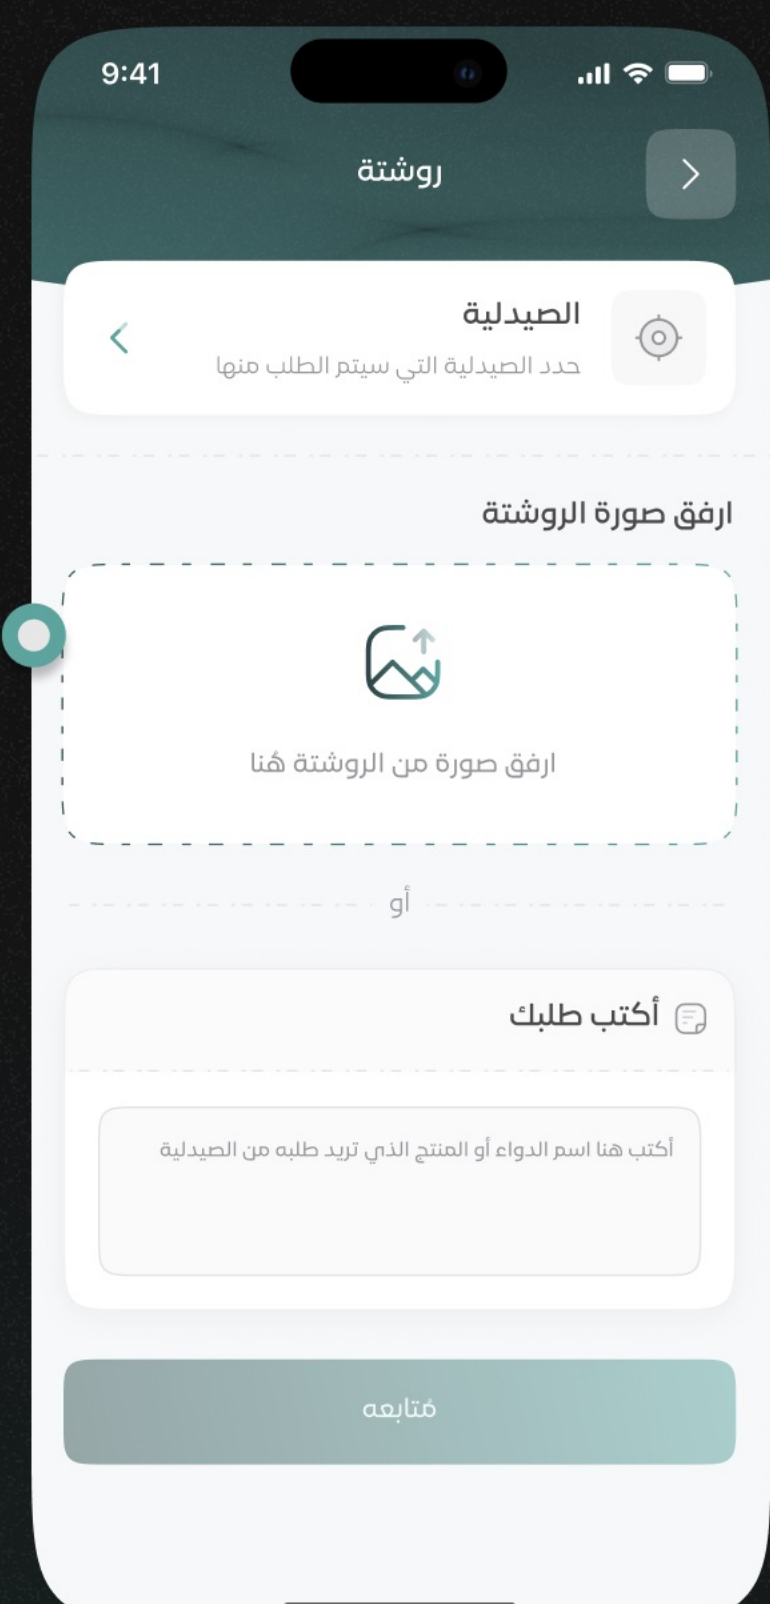 9:41
روشتة
الصيدلية
حدد الصيدلية التي سيتم الطلب منها
ارفق صورة الروشتة
ارفق صورة من الروشتة هُنا
أو
أكتب طلبك
أكتب هنا اسم الدواء أو المنتج الذي تريد طلبه من الصيدلية
مُتابعه